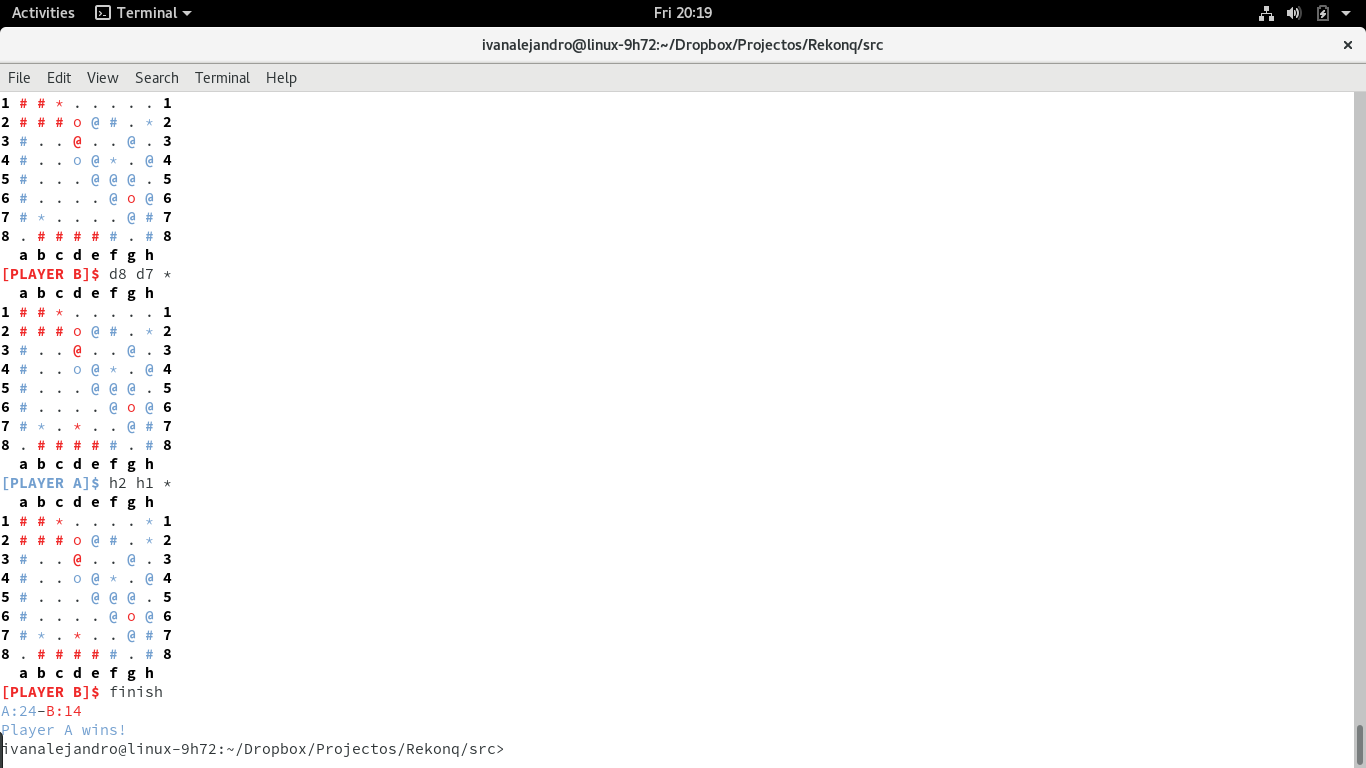 Activities Terminal Fri 20:19
ivanalejandro@linux-9h72:~/Dropbox/Projectos/Rekonq/src ×
File Edit View Search Terminal Help
1 # # * . . . . . 1
2 # # # o @ # . * 2
3 # . . @ . . @ . 3
4 # . . o @ * . @ 4
5 # . . . @ @ @ . 5
6 # . . . . @ o @ 6
7 # * . . . . @ # 7
8 . # # # # # . # 8
a b c d e f g h
[PLAYER B]$ d8 d7 *
a b c d e f g h
1 # # * . . . . . 1
2 # # # o @ # . * 2
3 # . . @ . . @ . 3
4 # . . o @ * . @ 4
5 # . . . @ @ @ . 5
6 # . . . . @ o @ 6
7 # * . * . . @ # 7
8 . # # # # # . # 8
a b c d e f g h
[PLAYER A]$ h2 h1 *
a b c d e f g h
1 # # * . . . . * 1
2 # # # o @ # . * 2
3 # . . @ . . @ . 3
4 # . . o @ * . @ 4
5 # . . . @ @ @ . 5
6 # . . . . @ o @ 6
7 # * . * . . @ # 7
8 . # # # # # . # 8
a b c d e f g h
[PLAYER B]$ finish
A:24-B:14
Player A wins!
ivanalejandro@linux-9h72:~/Dropbox/Projectos/Rekonq/src>